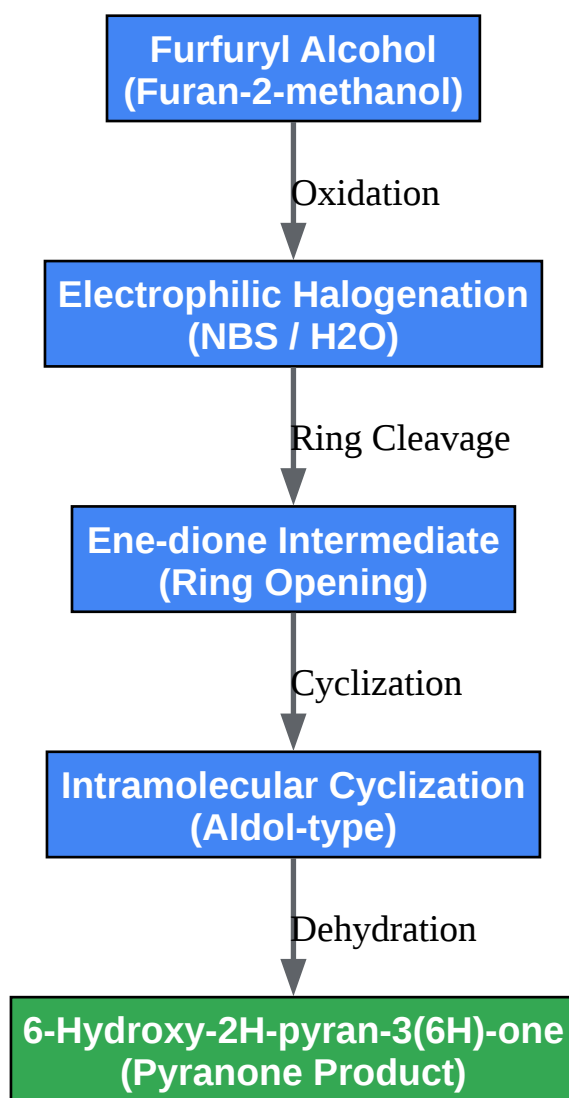 Furfuryl Alcohol
(Furan-2-methanol)
Oxidation
Electrophilic Halogenation
(NBS / H2O)
Ring Cleavage
Ene-dione Intermediate
(Ring Opening)
Cyclization
Intramolecular Cyclization
(Aldol-type)
Dehydration
6-Hydroxy-2H-pyran-3(6H)-one
(Pyranone Product)